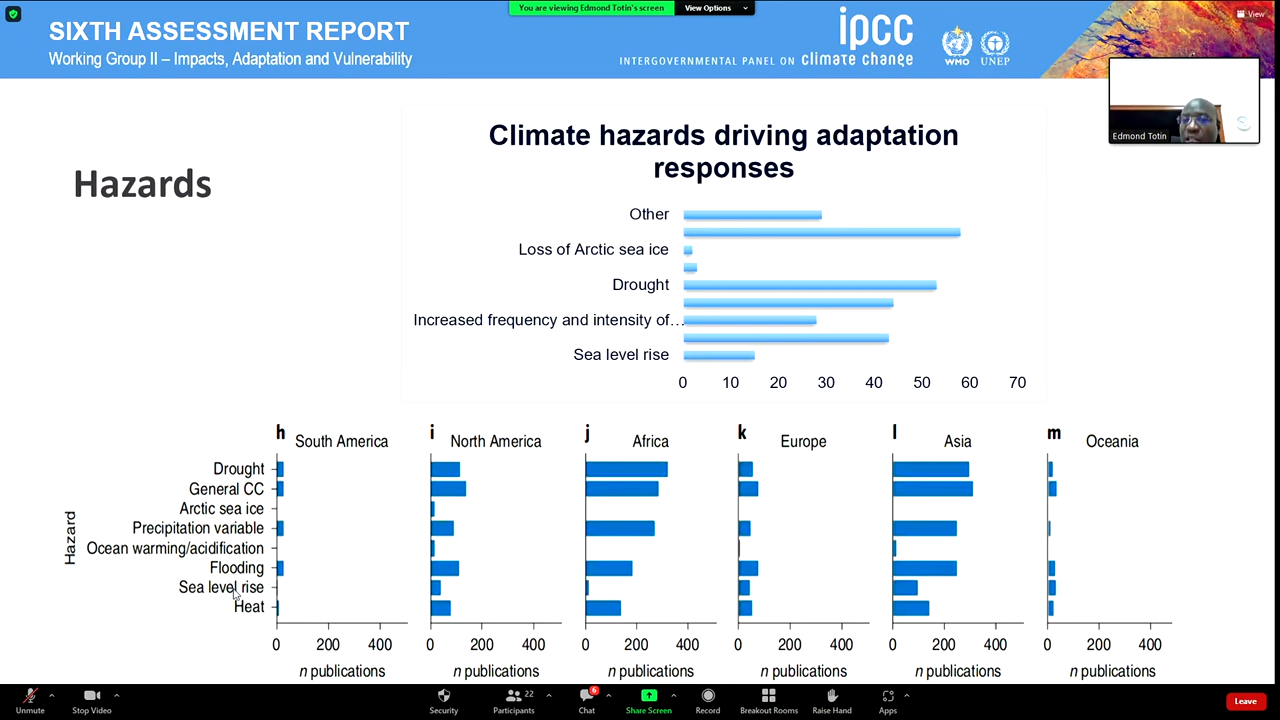 You are viewing Edmond Totin's screen
View Options
View
SIXTH ASSESSMENT REPORT
Working Group II – Impacts, Adaptation and Vulnerability
ipcc
INTERGOVERNMENTAL PANEL ON climate change
WMO
UNEP
Edmond Totin
Hazards
Climate hazards driving adaptation
responses
Other
Loss of Arctic sea ice
Drought
Increased frequency and intensity of…
Sea level rise
0 10 20 30 40 50 60 70
h South America
i North America
j Africa
k Europe
l Asia
m Oceania
Hazard
Drought
General CC
Arctic sea ice
Precipitation variable
Ocean warming/acidification
Flooding
Sea level rise
Heat
0 200 400
0 200 400
0 200 400
0 200 400
0 200 400
0 200 400
n publications
n publications
n publications
n publications
n publications
n publications
Unmute
Stop Video
Security
22
Participants
6
Chat
Share Screen
Record
Breakout Rooms
Raise Hand
Apps
Leave